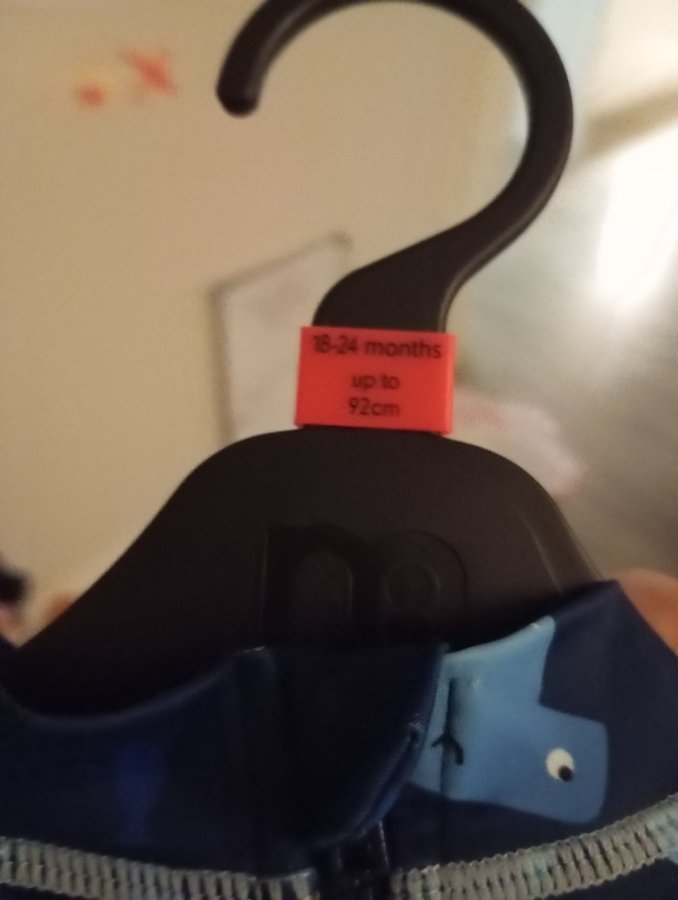 18-24 months
up to
92cm